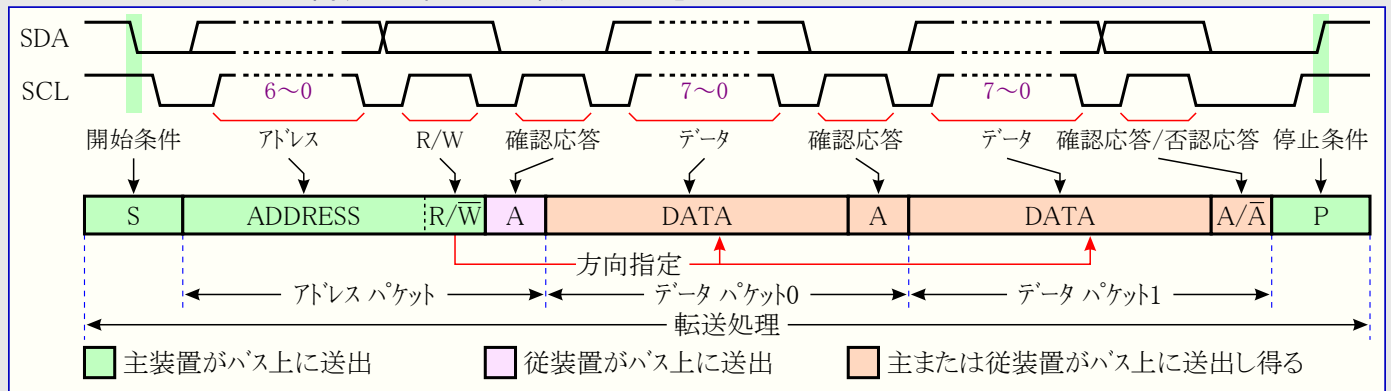 SDA
SCL
6～0 7～0 7～0
開始条件 ｱﾄﾞﾚｽ R/W 確認応答 ﾃﾞｰﾀ 確認応答 ﾃﾞｰﾀ 確認応答/否認応答 停止条件
S ADDRESS R/W̅ A DATA A DATA A/A̅ P
方向指定
ｱﾄﾞﾚｽ ﾊﾟｹｯﾄ ﾃﾞｰﾀ ﾊﾟｹｯﾄ0 ﾃﾞｰﾀ ﾊﾟｹｯﾄ1
転送処理
主装置がﾊﾞｽ上に送出 従装置がﾊﾞｽ上に送出 主または従装置がﾊﾞｽ上に送出し得る